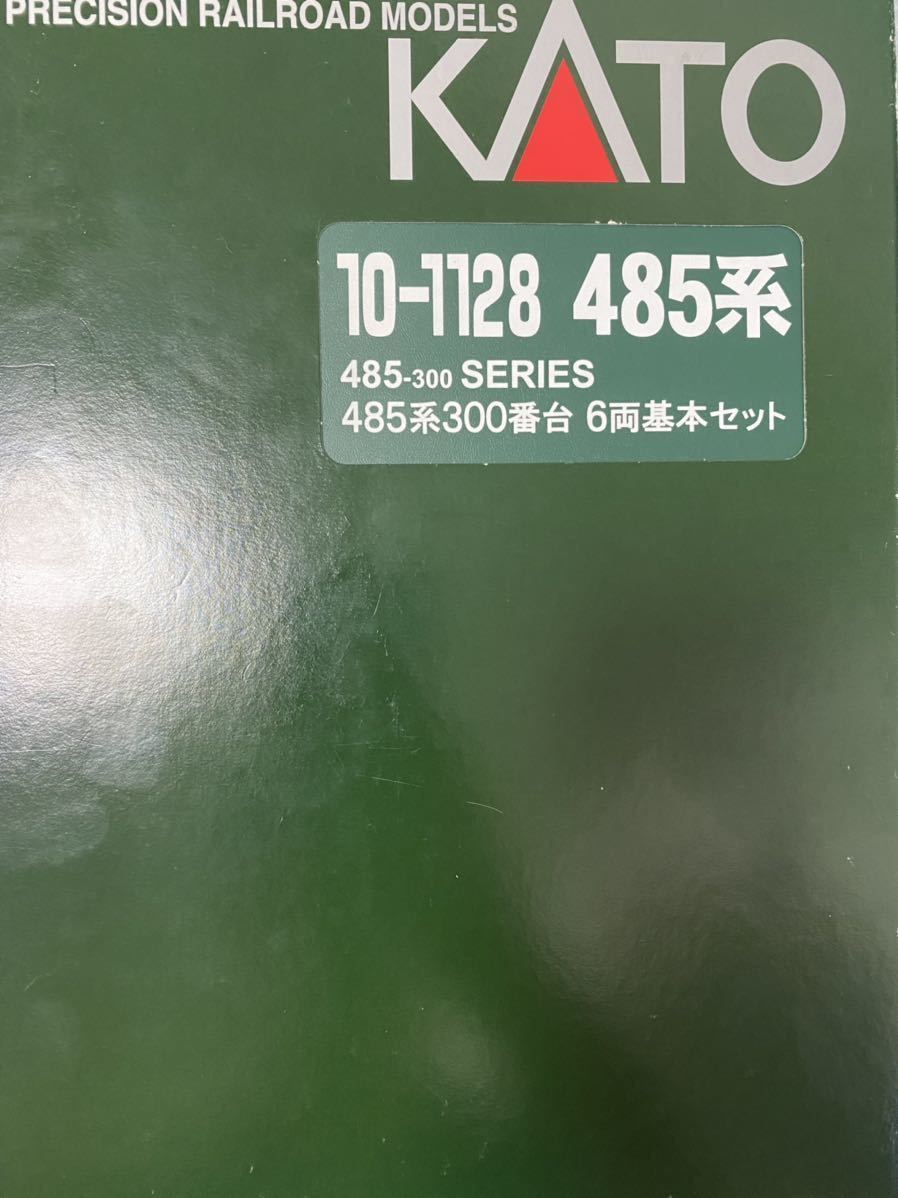 PRECISION RAILROAD MODELS
KATO
10-1128 485系
485-300 SERIES
485系300番台 6両基本セット